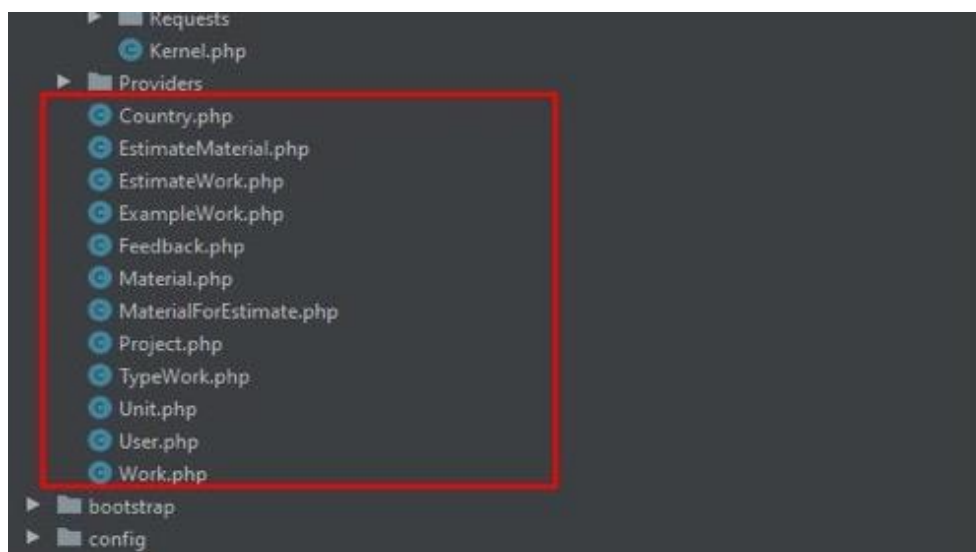 Requests
Kernel.php
Providers
Country.php
EstimateMaterial.php
EstimateWork.php
ExampleWork.php
Feedback.php
Material.php
MaterialForEstimate.php
Project.php
TypeWork.php
Unit.php
User.php
Work.php
bootstrap
config